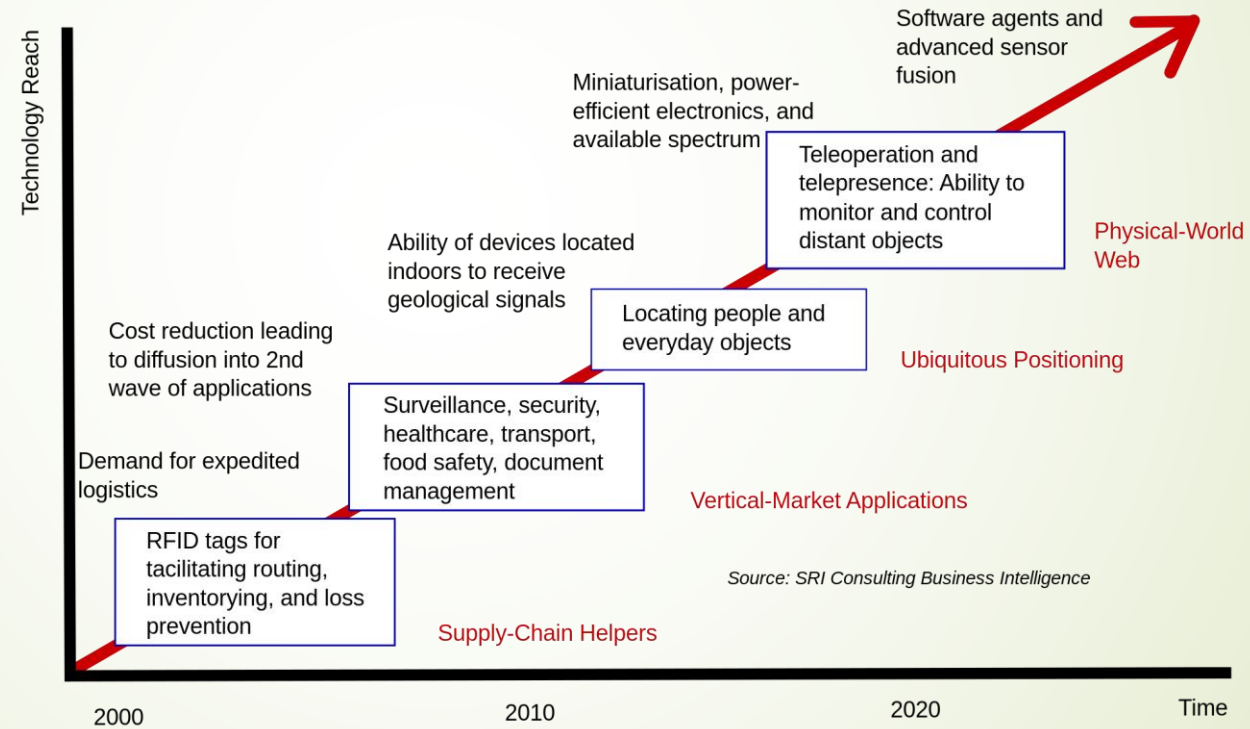 Technology Reach
Software agents and
advanced sensor
fusion
Miniaturisation, power-
efficient electronics, and
available spectrum
Teleoperation and
telepresence: Ability to
monitor and control
distant objects
Physical-World
Web
Ability of devices located
indoors to receive
geological signals
Locating people and
everyday objects
Ubiquitous Positioning
Cost reduction leading
to diffusion into 2nd
wave of applications
Surveillance, security,
healthcare, transport,
food safety, document
management
Vertical-Market Applications
Demand for expedited
logistics
RFID tags for
tacilitating routing,
inventorying, and loss
prevention
Supply-Chain Helpers
Source: SRI Consulting Business Intelligence
2000
2010
2020
Time